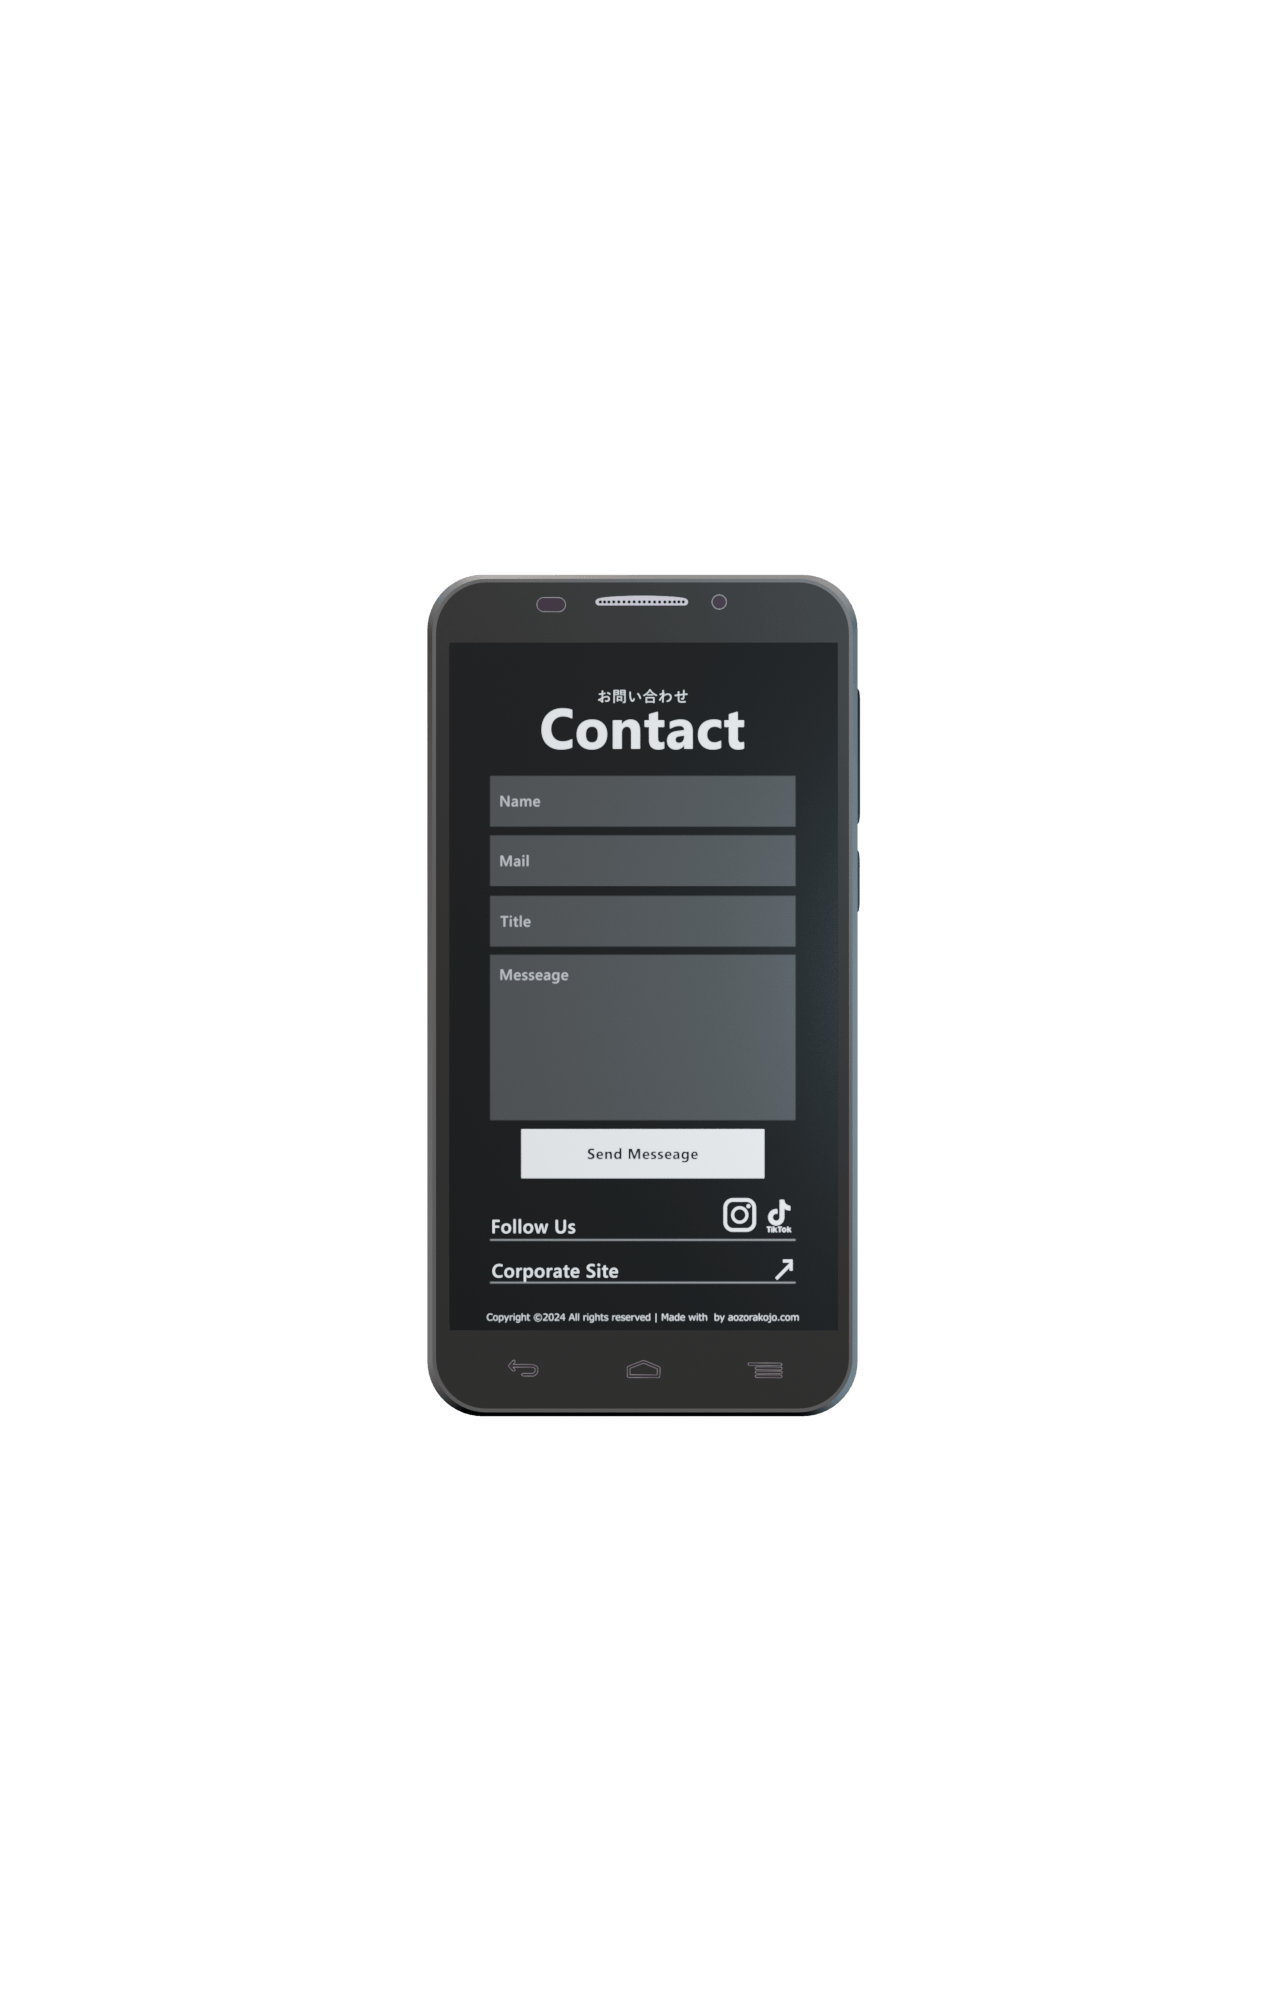 お問い合わせ
Contact
Name
Mail
Title
Messeage
Send Messeage
TikTok
Follow Us
Corporate Site
Copyright ©2024 All rights reserved | Made with by aozorakojo.com